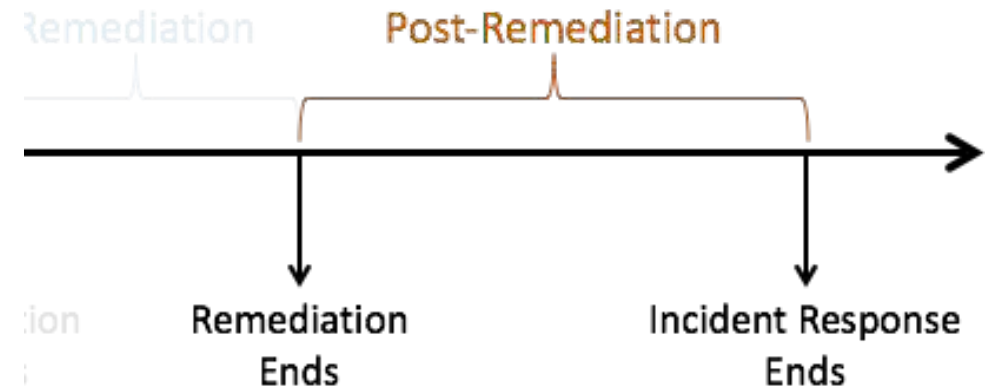 Remediation
Post-Remediation
Remediation
Ends
Incident Response
Ends